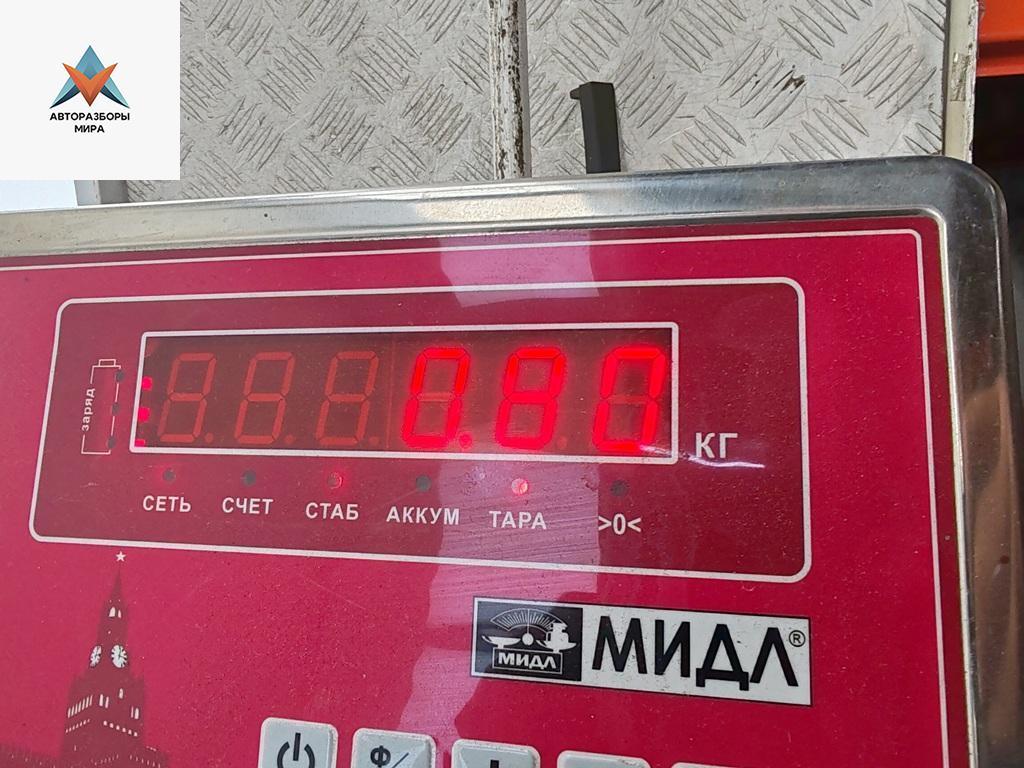 АВТОРАЗБОРЫ
МИРА
заряд
0.80
КГ
СЕТЬ СЧЕТ СТАБ АККУМ ТАРА >0<
МИДЛ МИДЛ®
Ф/